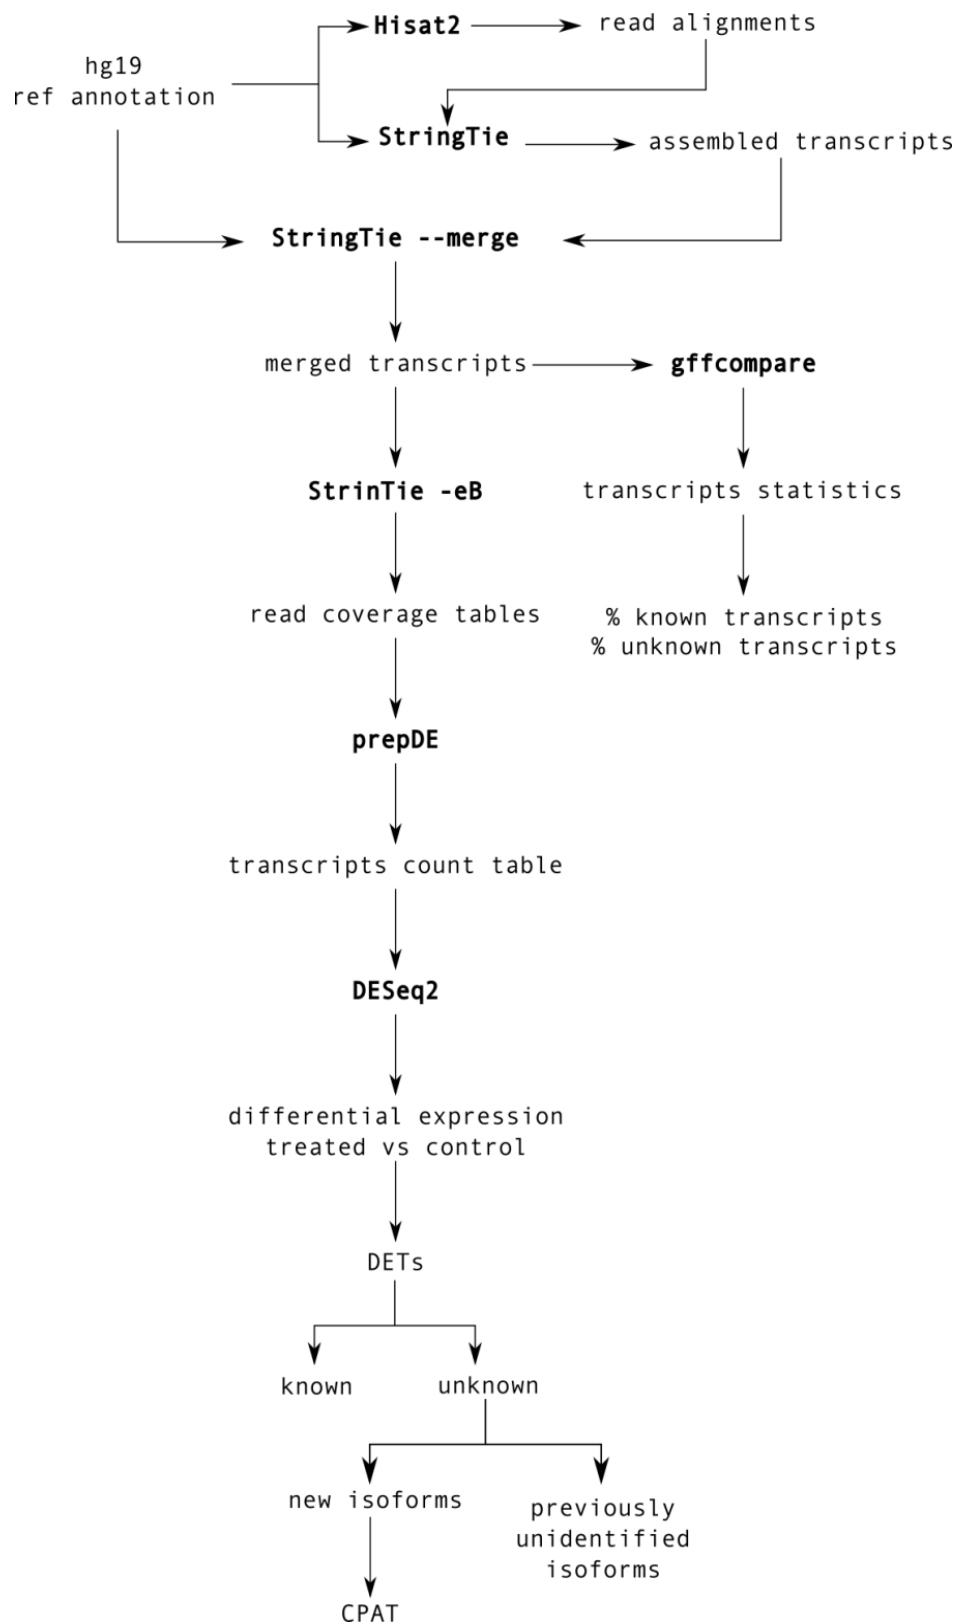 Hisat2
read alignments
hg19
ref annotation
StringTie
assembled transcripts
StringTie --merge
merged transcripts
gffcompare
StrinTie -eB
transcripts statistics
read coverage tables
% known transcripts
% unknown transcripts
prepDE
transcripts count table
DESeq2
differential expression
treated vs control
DETs
known
unknown
new isoforms
previously
unidentified
isoforms
CPAT